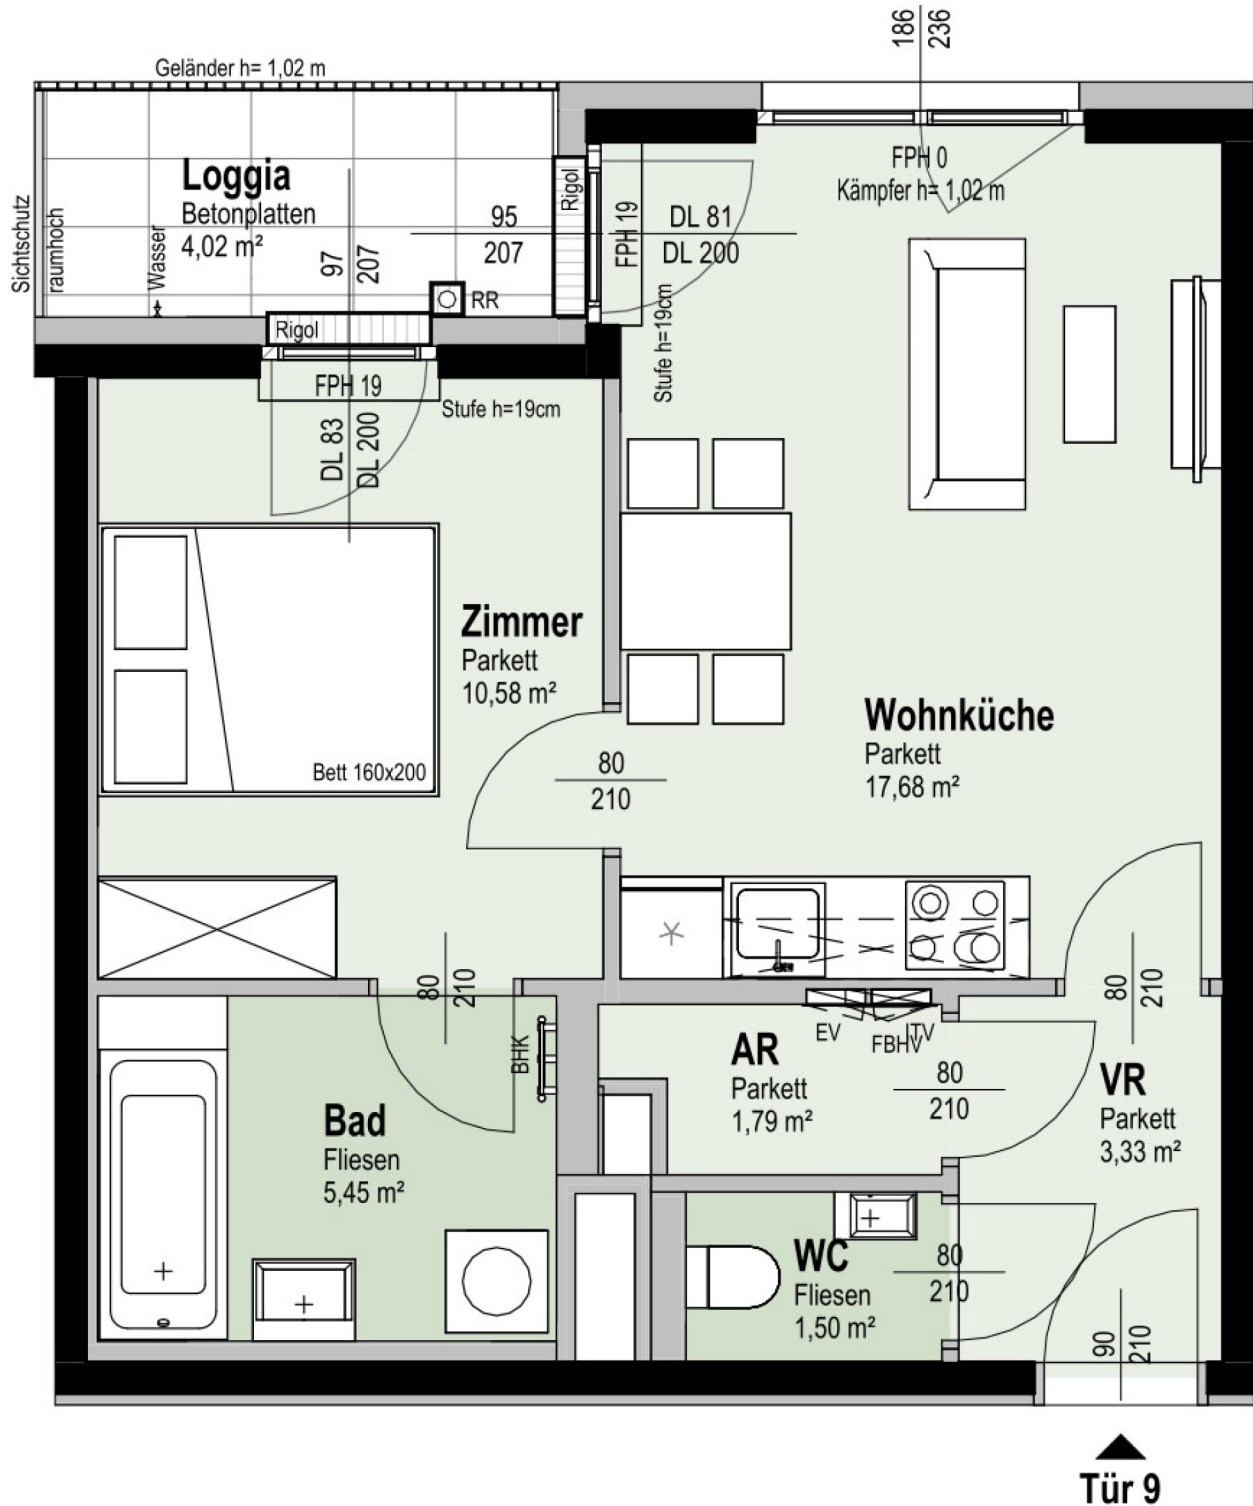 186
236
Geländer h= 1,02 m
Sichtschutz
raumhoch
Loggia
Betonplatten
4,02 m²
Wasser
97
207
95
207
RR
Rigol
Rigol
FPH 19
DL 81
DL 200
FPH 0
Kämpfer h= 1,02 m
Stufe h=19cm
FPH 19
Stufe h=19cm
DL 83
DL 200
Zimmer
Parkett
10,58 m²
Bett 160x200
80
210
Wohnküche
Parkett
17,68 m²
80
210
80
210
BHK
Bad
Fliesen
5,45 m²
EV
FBHV
ITV
AR
Parkett
1,79 m²
80
210
VR
Parkett
3,33 m²
WC
Fliesen
1,50 m²
80
210
90
210
Tür 9